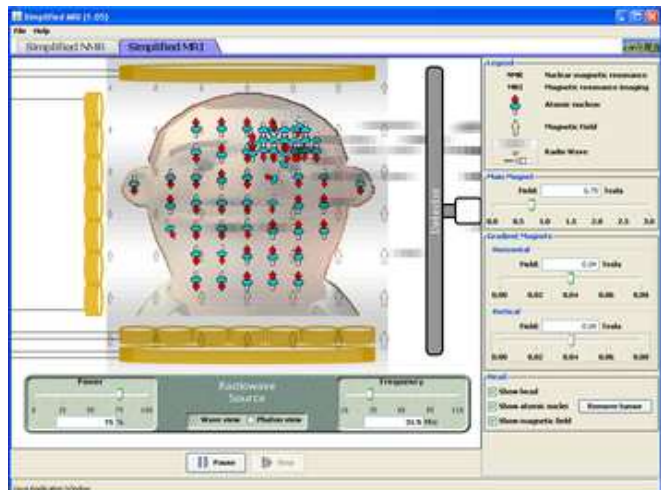 Simplified MRI (1.05)
File Help
Simplified NMR Simplified MRI
Legend
NMR Nuclear magnetic resonance
MRI Magnetic resonance imaging
Atomic nucleus
Magnetic field
Radio Wave
Main Magnet
Field: 0.75 Tesla
0.0 0.5 1.0 1.5 2.0 2.5 3.0
Gradient Magnets
Horizontal
Field: 0.04 Tesla
0.00 0.02 0.04 0.06 0.08
Vertical
Field: Tesla
0.00 0.02 0.04 0.06 0.08
Detector
Head
Show head
Show atomic nuclei Remove tumor
Show magnetic field
Power
75 %
Radiowave
Source
Wave view Photon view
Frequency
MHz
Pause Step